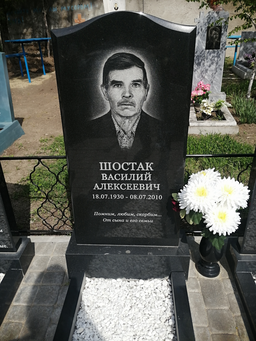 ШОСТАК
ВАСИЛИЙ
АЛЕКСЕЕВИЧ
18.07.1930 - 08.07.2010
Помним, любим, скорбим...
От сына и его семьи